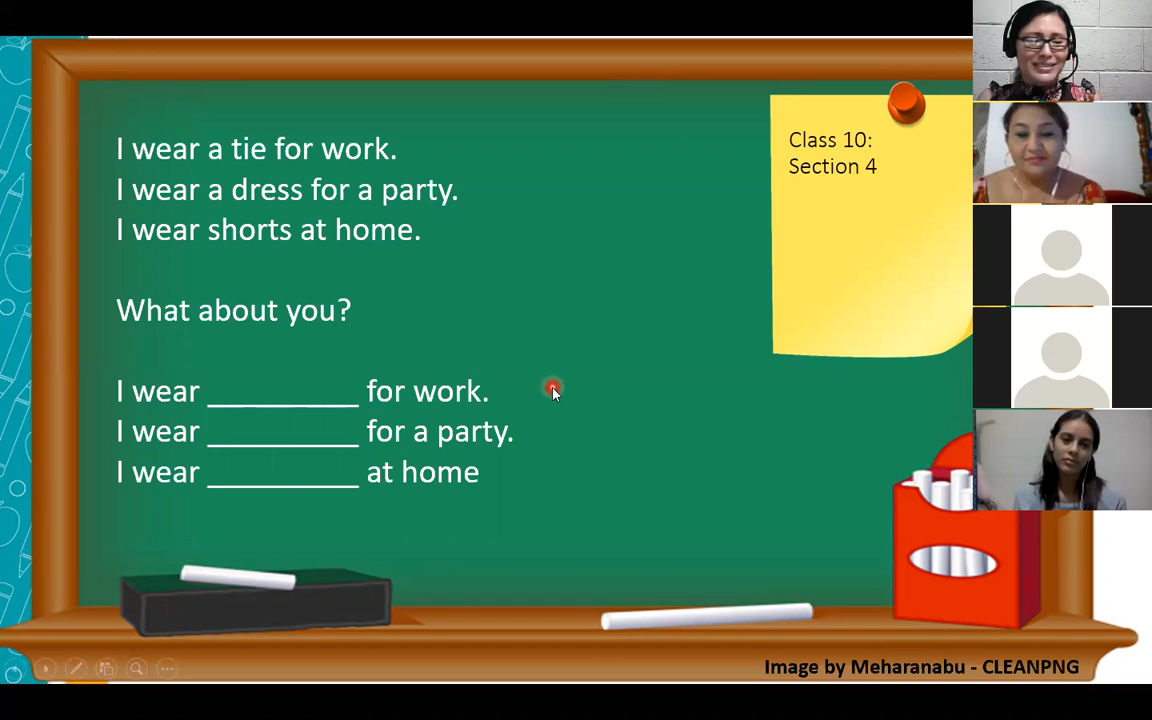 I wear a tie for work.
I wear a dress for a party.
I wear shorts at home.
What about you?
I wear __________ for work.
I wear __________ for a party.
I wear __________ at home
Class 10:
Section 4
Image by Meharanabu - CLEANPNG